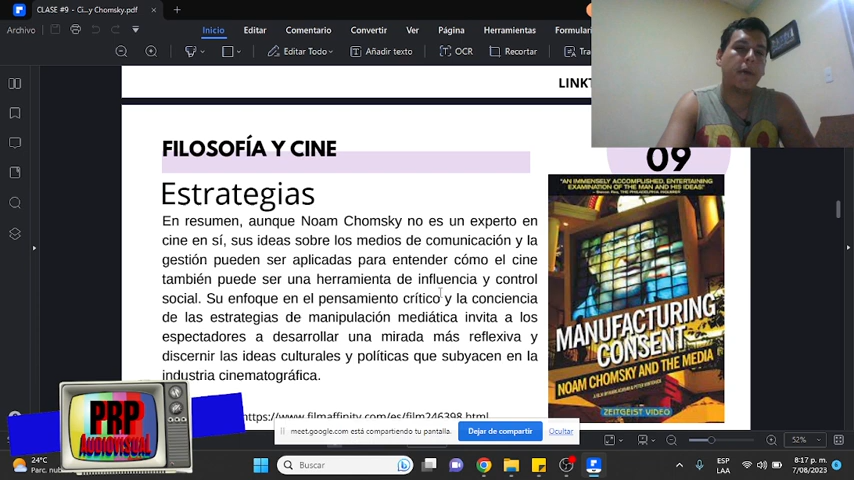 CLASE #9 - Ci...y Chomsky.pdf
Archivo
Inicio
Editar
Comentario
Convertir
Ver
Página
Herramientas
Formulari
Editar Todo
Añadir texto
OCR
Recortar
LINKT
FILOSOFÍA Y CINE
09
Estrategias
En resumen, aunque Noam Chomsky no es un experto en
cine en sí, sus ideas sobre los medios de comunicación y la
gestión pueden ser aplicadas para entender cómo el cine
también puede ser una herramienta de influencia y control
social. Su enfoque en el pensamiento crítico y la conciencia
de las estrategias de manipulación mediática invita a los
espectadores a desarrollar una mirada más reflexiva y
discernir las ideas culturales y políticas que subyacen en la
industria cinematográfica.
https://www.filmaffinity.com/es/film246398.html
"AN IMMENSELY ACCOMPLISHED, ENTERTAINING
EXAMINATION OF THE MAN AND HIS IDEAS"
MANUFACTURING
CONSENT
NOAM CHOMSKY AND THE MEDIA
ZEITGEIST VIDEO
PRP
AUDIOVISUAL
meet.google.com está compartiendo tu pantalla.
Dejar de compartir
Ocultar
52%
24°C
Parc. nub
Buscar
ESP
LAA
8:17 p. m.
7/08/2023